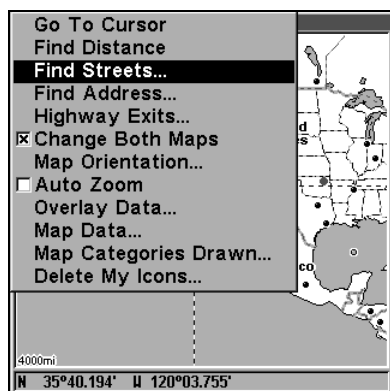 Go To Cursor
Find Distance
Find Streets...
Find Address...
Highway Exits...
Change Both Maps
Map Orientation...
Auto Zoom
Overlay Data...
Map Data...
Map Categories Drawn...
Delete My Icons...
d
s
co
4000mi
N 35°40.194' W 120°03.755'